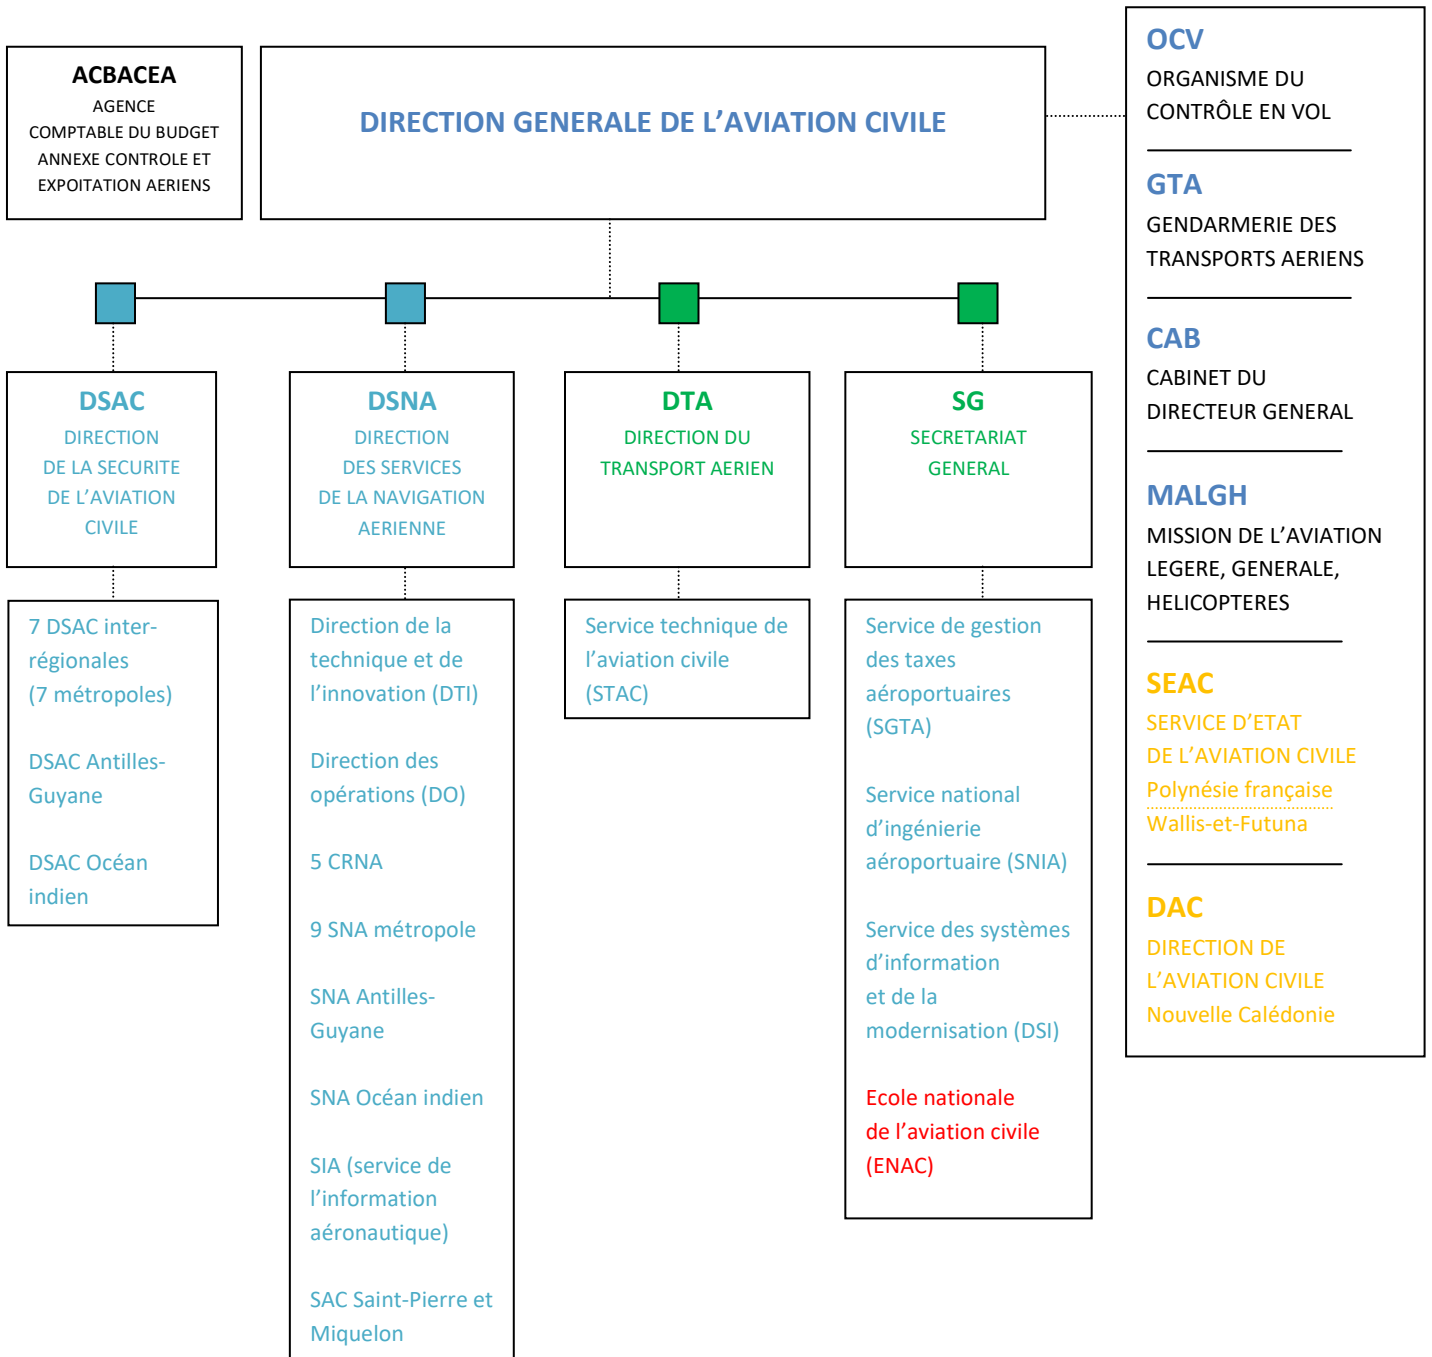 ACBACEA
AGENCE
COMPTABLE DU BUDGET
ANNEXE CONTROLE ET
EXPOITATION AERIENS
DIRECTION GENERALE DE L’AVIATION CIVILE
OCV
ORGANISME DU
CONTRÔLE EN VOL
GTA
GENDARMERIE DES
TRANSPORTS AERIENS
CAB
CABINET DU
DIRECTEUR GENERAL
MALGH
MISSION DE L’AVIATION
LEGERE, GENERALE,
HELICOPTERES
SEAC
SERVICE D’ETAT
DE L’AVIATION CIVILE
Polynésie française
Wallis-et-Futuna
DAC
DIRECTION DE
L’AVIATION CIVILE
Nouvelle Calédonie
DSAC
DIRECTION
DE LA SECURITE
DE L’AVIATION
CIVILE
DSNA
DIRECTION
DES SERVICES
DE LA NAVIGATION
AERIENNE
DTA
DIRECTION DU
TRANSPORT AERIEN
SG
SECRETARIAT
GENERAL
7 DSAC inter-
régionales
(7 métropoles)
DSAC Antilles-
Guyane
DSAC Océan
indien
Direction de la
technique et de
l’innovation (DTI)
Direction des
opérations (DO)
5 CRNA
9 SNA métropole
SNA Antilles-
Guyane
SNA Océan indien
SIA (service de
l’information
aéronautique)
SAC Saint-Pierre et
Miquelon
Service technique de
l’aviation civile
(STAC)
Service de gestion
des taxes
aéroportuaires
(SGTA)
Service national
d’ingénierie
aéroportuaire (SNIA)
Service des systèmes
d’information
et de la
modernisation (DSI)
Ecole nationale
de l’aviation civile
(ENAC)